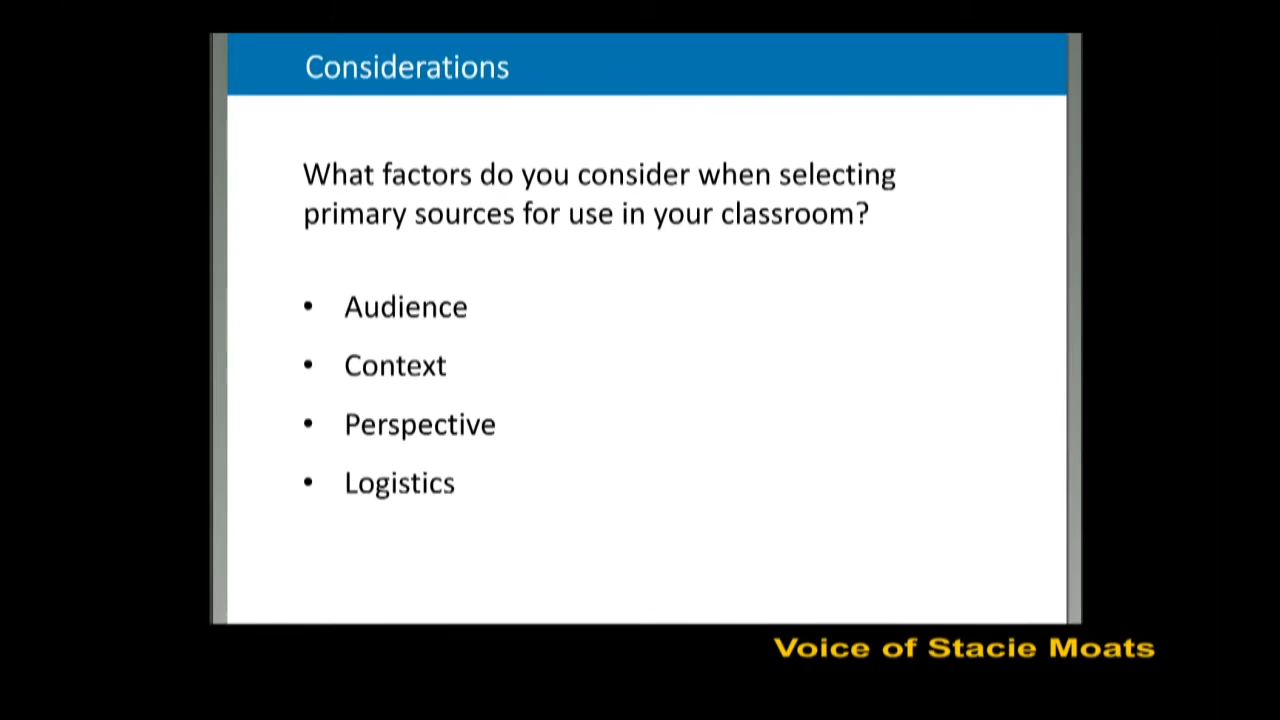 Considerations
What factors do you consider when selecting
primary sources for use in your classroom?
• Audience
• Context
• Perspective
• Logistics
Voice of Stacie Moats